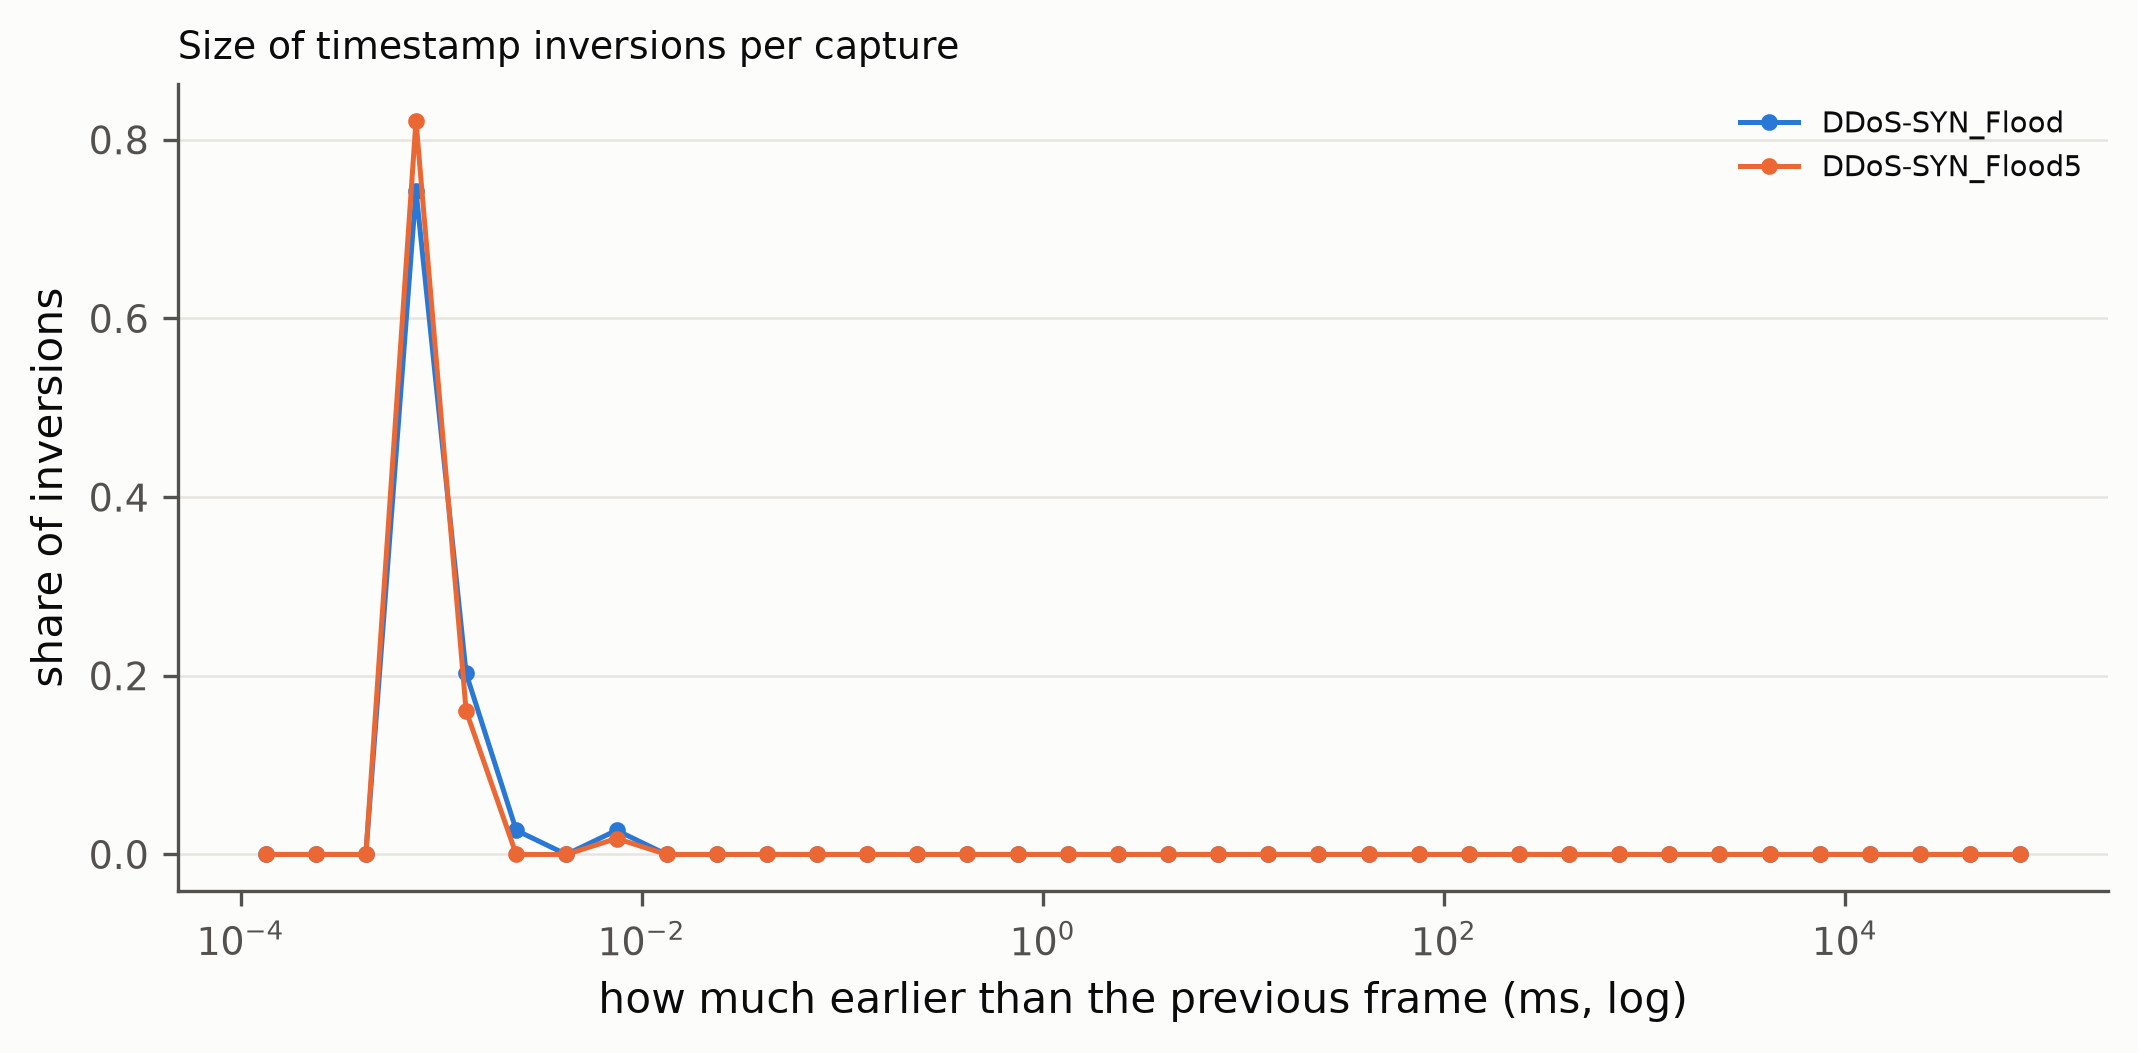 Size of timestamp inversions per capture
DDoS-SYN_Flood
DDoS-SYN_Flood5
share of inversions
0.8
0.6
0.4
0.2
0.0
10⁻⁴
10⁻²
10⁰
10²
10⁴
how much earlier than the previous frame (ms, log)